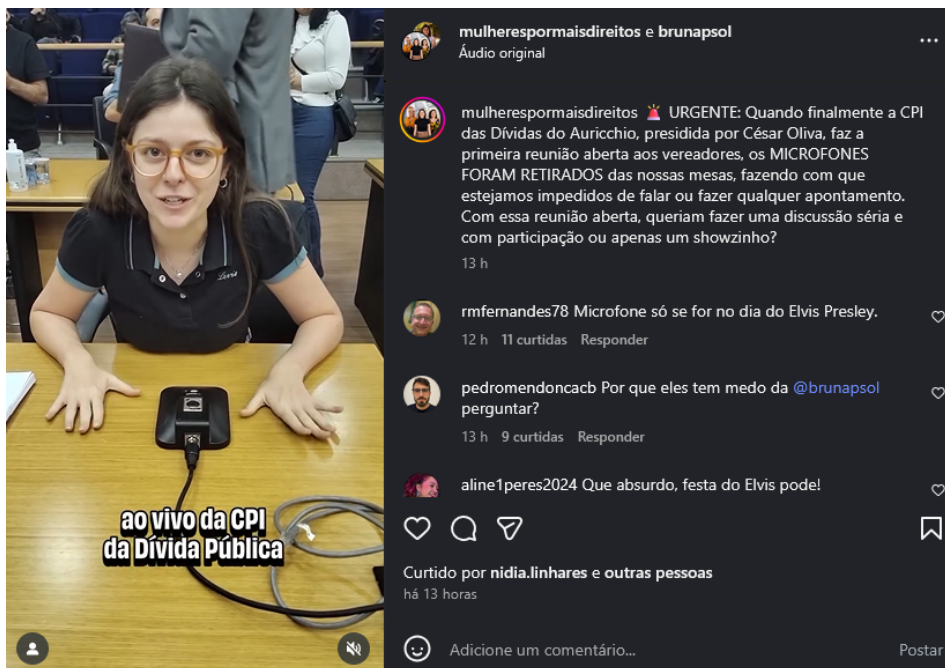 mulherespormaisdireitos e brunapsol
Áudio original
mulherespormaisdireitos 🚨 URGENTE: Quando finalmente a CPI
das Dívidas do Auricchio, presidida por César Oliva, faz a
primeira reunião aberta aos vereadores, os MICROFONES
FORAM RETIRADOS das nossas mesas, fazendo com que
estejamos impedidos de falar ou fazer qualquer apontamento.
Com essa reunião aberta, queriam fazer uma discussão séria e
com participação ou apenas um showzinho?
13 h
rmfernandes78 Microfone só se for no dia do Elvis Presley.
12 h 11 curtidas Responder
pedromendoncacb Por que eles tem medo da @brunapsol
perguntar?
13 h 9 curtidas Responder
aline1peres2024 Que absurdo, festa do Elvis pode!
Curtido por nidia.linhares e outras pessoas
há 13 horas
Adicione um comentário...
Postar
Levi's
ao vivo da CPI
da Dívida Pública